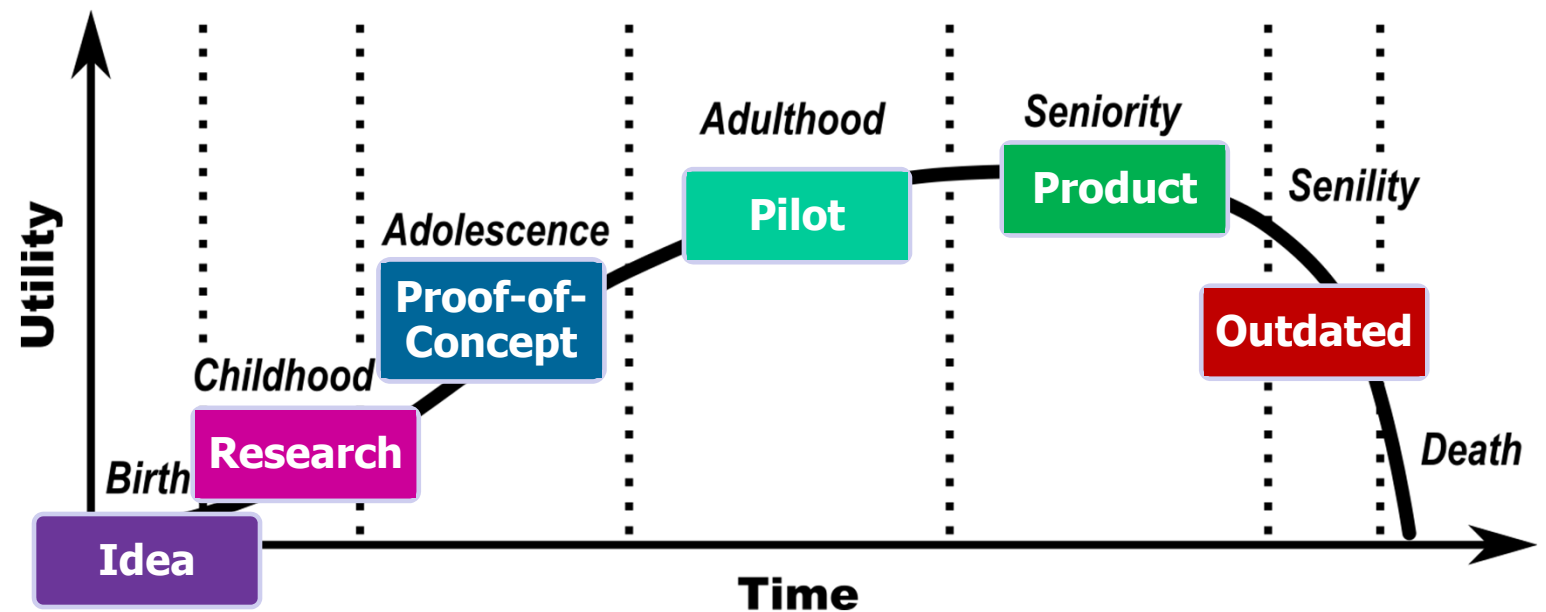 Utility
Birth
Idea
Childhood
Research
Adolescence
Proof-of-
Concept
Adulthood
Pilot
Seniority
Product
Senility
Outdated
Death
Time